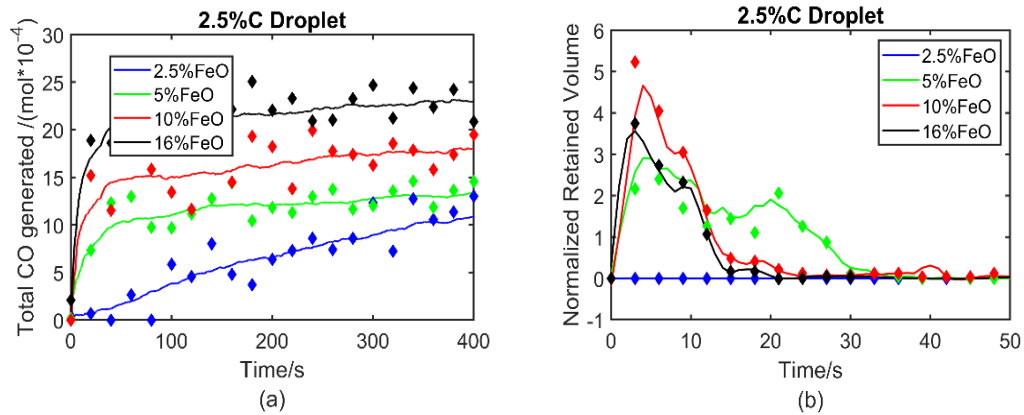 2.5%C Droplet
Total CO generated /(mol*10^-4)
30
25
20
15
10
5
0
2.5%FeO
5%FeO
10%FeO
16%FeO
0 100 200 300 400
Time/s
(a)
2.5%C Droplet
Normalized Retained Volume
6
5
4
3
2
1
0
-1
2.5%FeO
5%FeO
10%FeO
16%FeO
0 10 20 30 40 50
Time/s
(b)